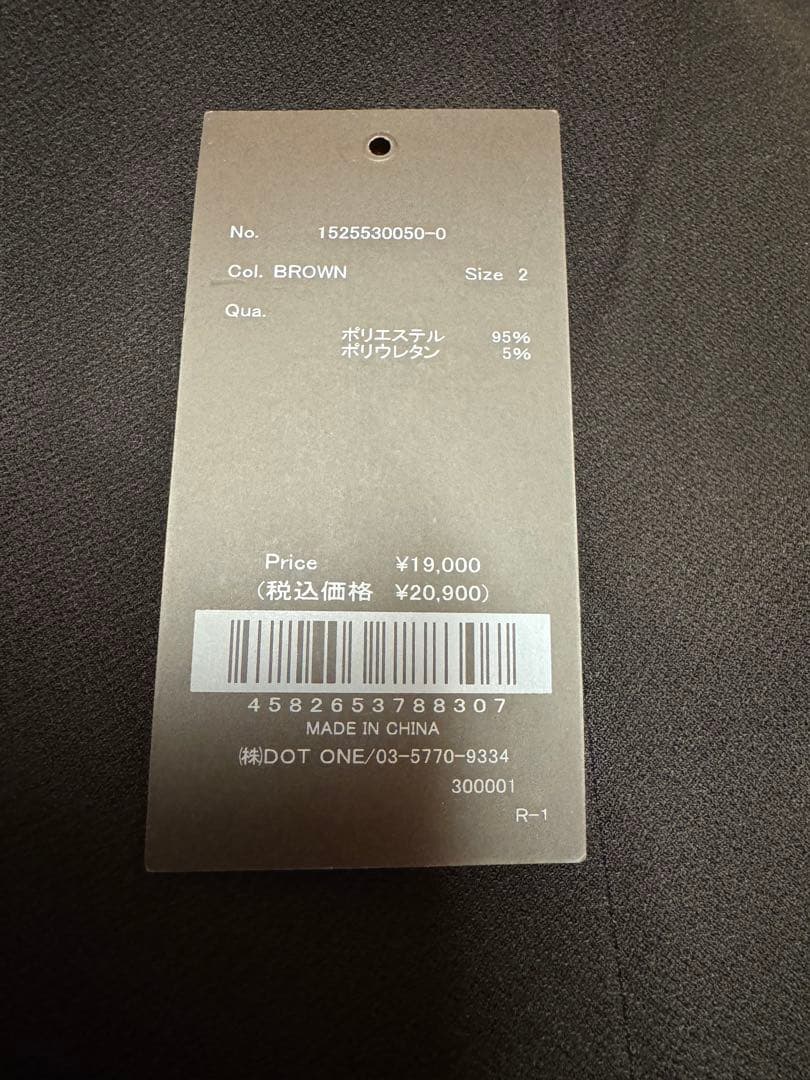 No. 1525530050-0
Col. BROWN Size 2
Qua.
ポリエステル 95%
ポリウレタン 5%
Price ¥19,000
(税込価格 ¥20,900)
4582653788307
MADE IN CHINA
㈱DOT ONE/03-5770-9334
300001
R-1